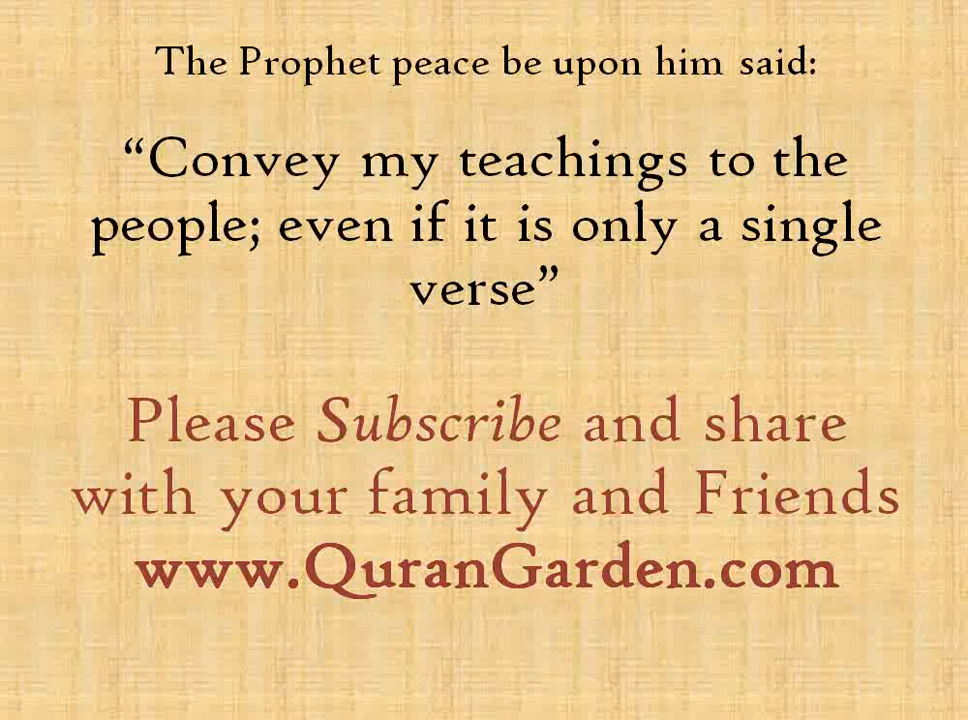 The Prophet peace be upon him said:
“Convey my teachings to the
people; even if it is only a single
verse”
Please Subscribe and share
with your family and Friends
www.QuranGarden.com